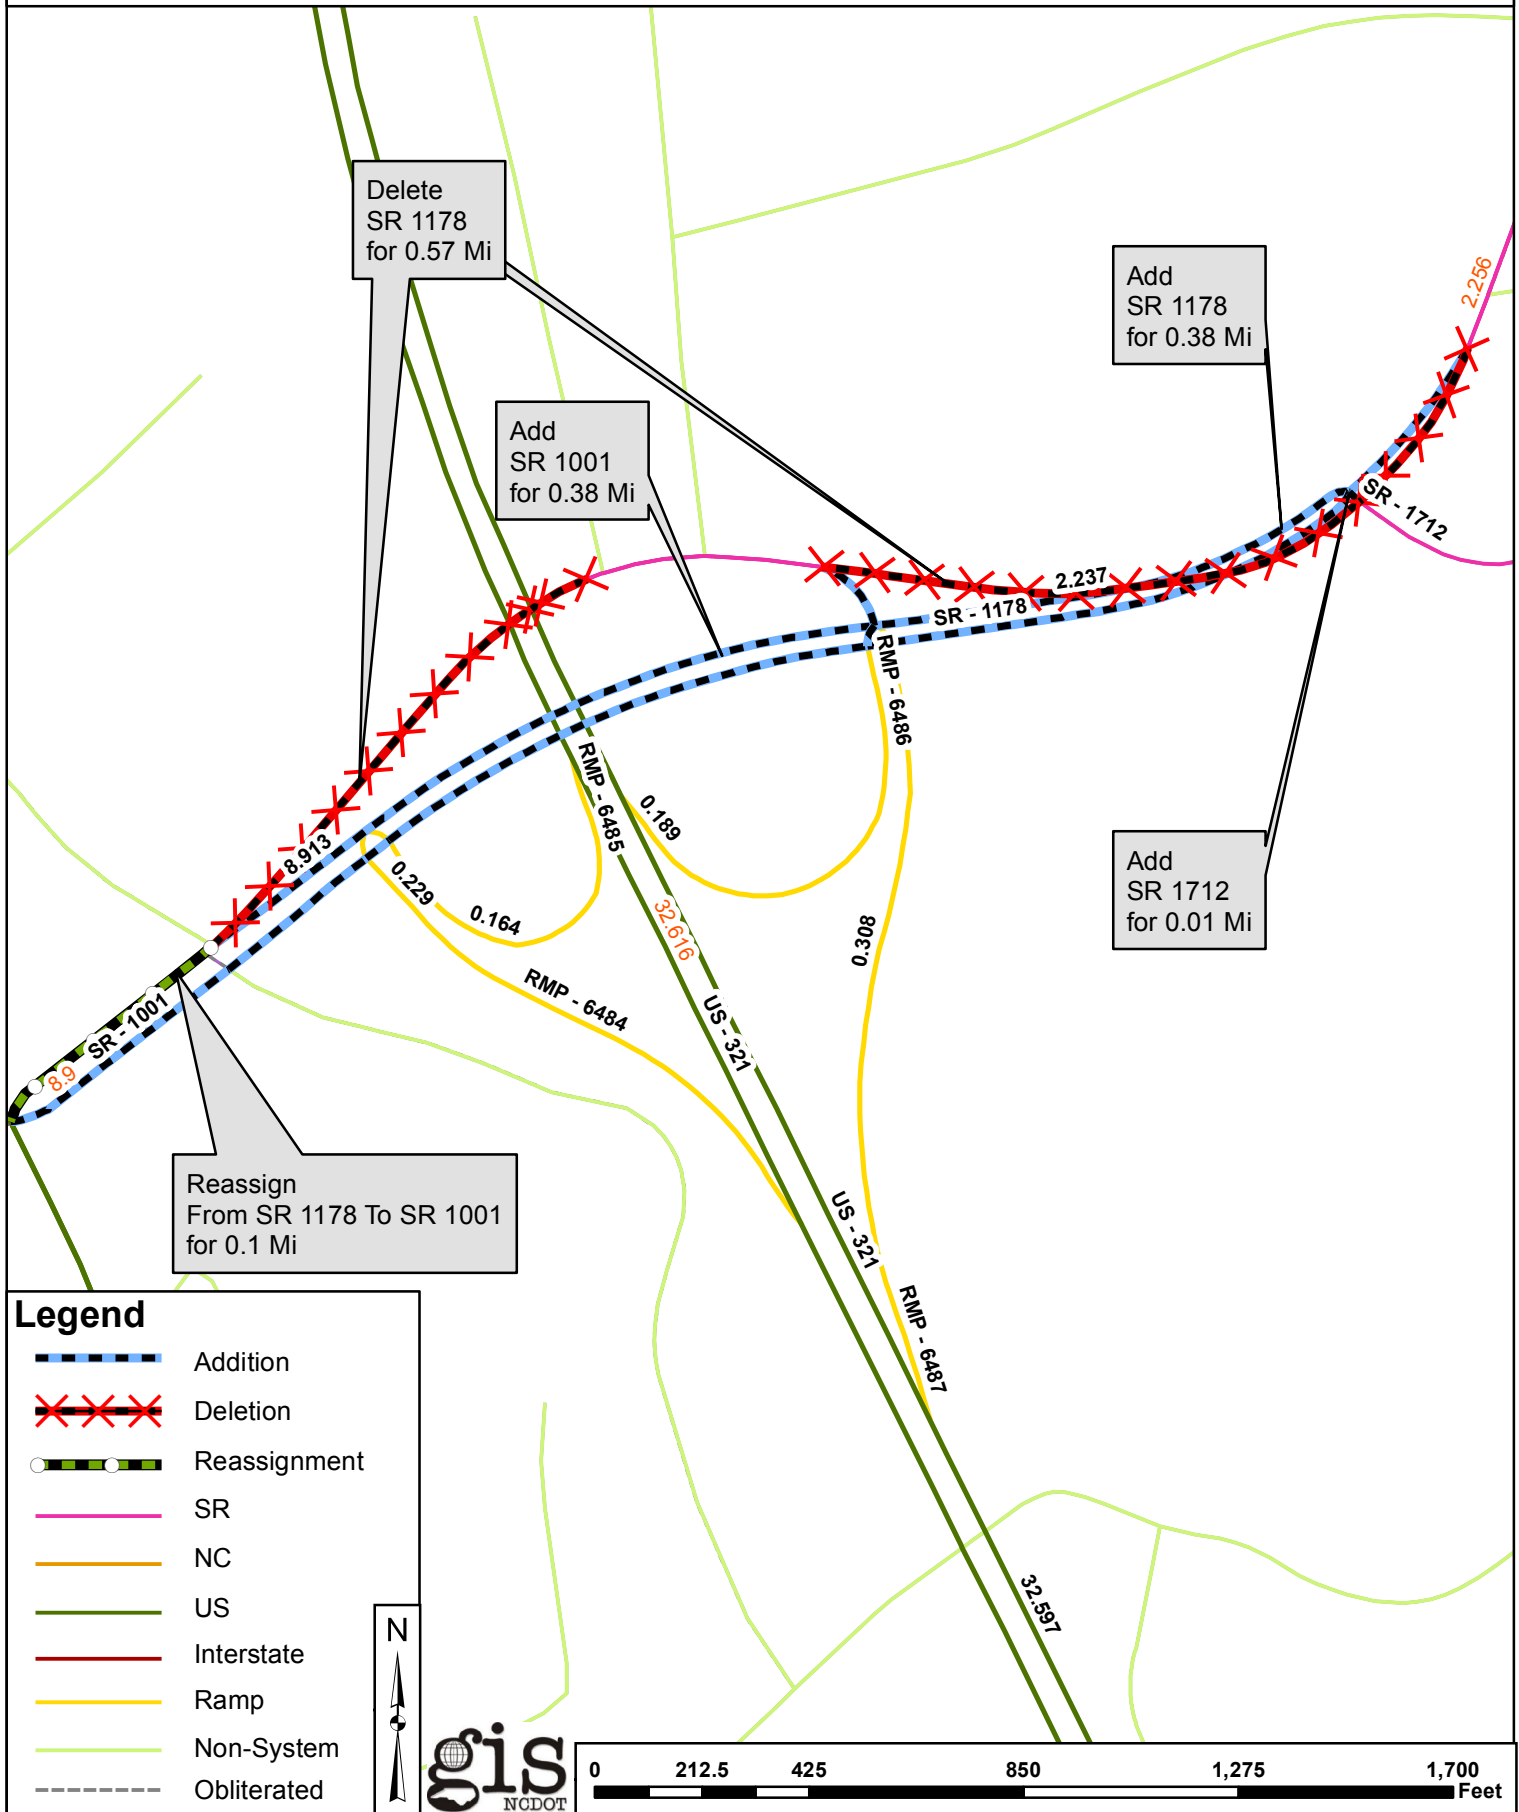 Delete
SR 1178
for 0.57 Mi
Add
SR 1178
for 0.38 Mi
2.256
Add
SR 1001
for 0.38 Mi
SR - 1712
2.237
SR - 1178
RMP - 6486
RMP - 6485
0.189
8.913
0.229
0.164
Add
SR 1712
for 0.01 Mi
32.616
0.308
RMP - 6484
US - 321
SR - 1001
8.9
Reassign
From SR 1178 To SR 1001
for 0.1 Mi
US - 321
RMP - 6487
32.597
Legend
Addition
Deletion
Reassignment
SR
NC
US
Interstate
Ramp
Non-System
Obliterated
N
gis
NCDOT
0 212.5 425 850 1,275 1,700
Feet